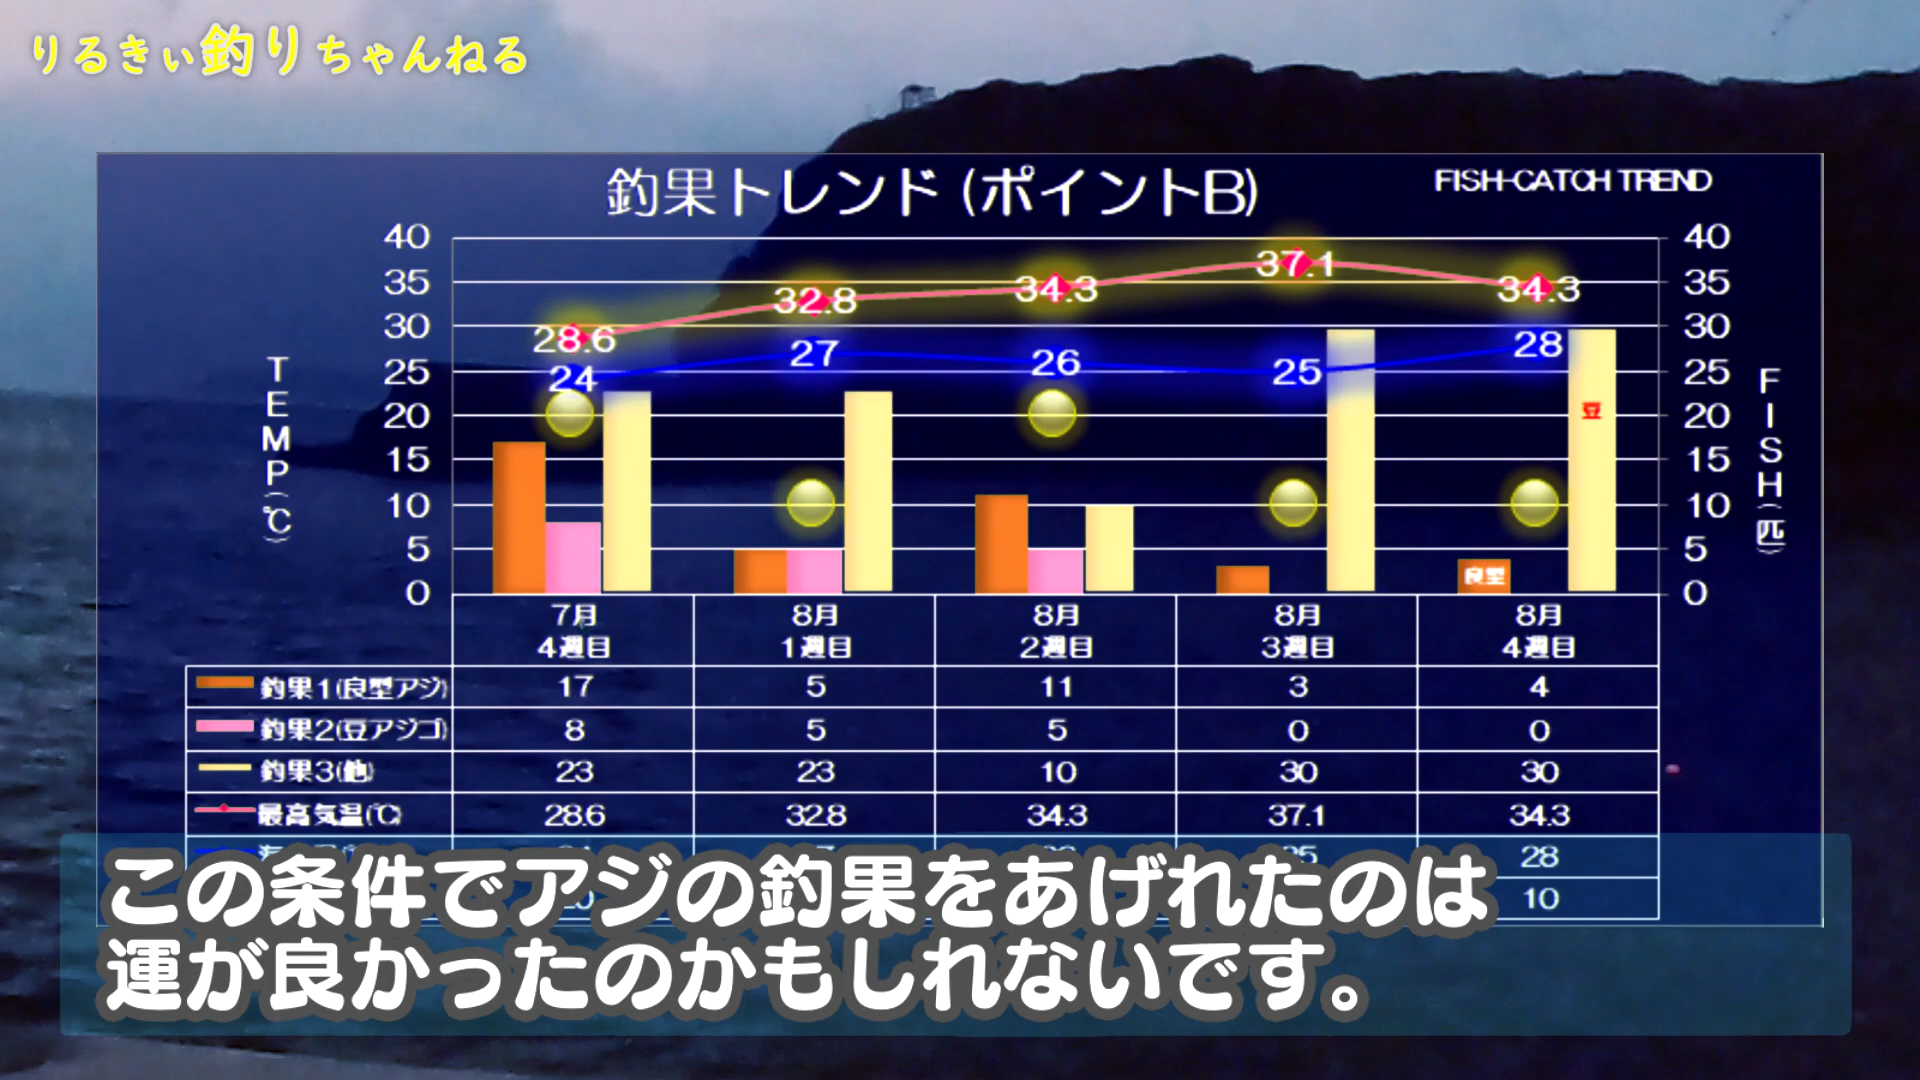 りるきぃ釣りちゃんねる
釣果トレンド(ポイントB)
FISH-CATCH TREND
TEMP(℃)
40
35
30
25
20
15
10
5
0
28.6
32.8
34.3
37.1
34.3
24
27
26
25
28
豆
良型
40
35
30
25
20
15
10
5
0
FISH(匹)
7月 8月 8月 8月 8月
4週目 1週目 2週目 3週目 4週目
釣果1(良型アジ) 17 5 11 3 4
釣果2(豆アジゴ) 8 5 5 0 0
釣果3(他) 23 23 10 30 30
最高気温(℃) 28.6 32.8 34.3 37.1 34.3
28
10
この条件でアジの釣果をあげれたのは
運が良かったのかもしれないです。